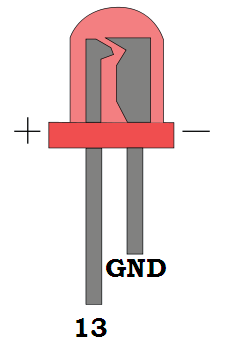 + —
GND
13